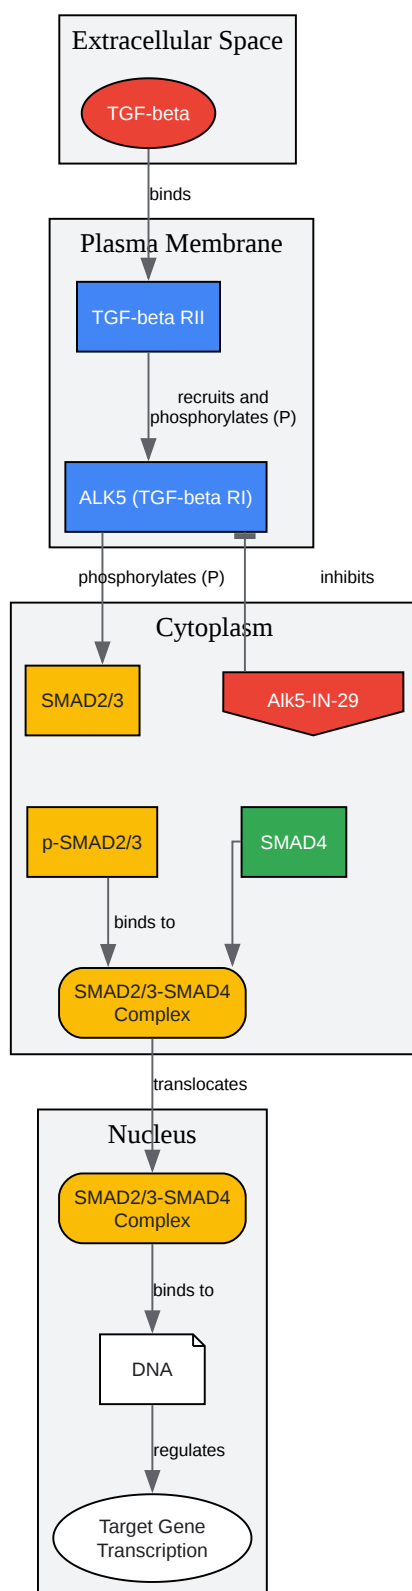 Extracellular Space
TGF-beta
binds
Plasma Membrane
TGF-beta RII
recruits and
phosphorylates (P)
ALK5 (TGF-beta RI)
phosphorylates (P)
inhibits
Cytoplasm
SMAD2/3
Alk5-IN-29
p-SMAD2/3
SMAD4
binds to
SMAD2/3-SMAD4
Complex
translocates
Nucleus
SMAD2/3-SMAD4
Complex
binds to
DNA
regulates
Target Gene
Transcription